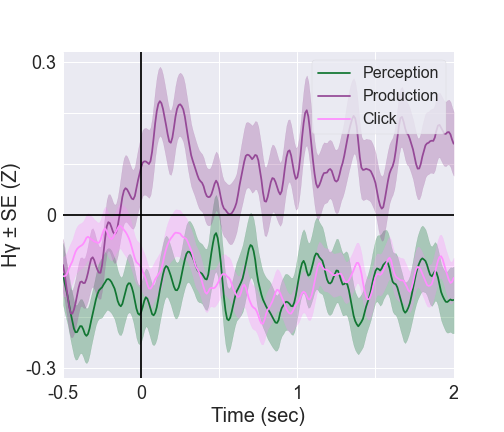 Perception
Production
Click
0.3
0
-0.3
Hγ ± SE (Z)
-0.5
0
1
2
Time (sec)